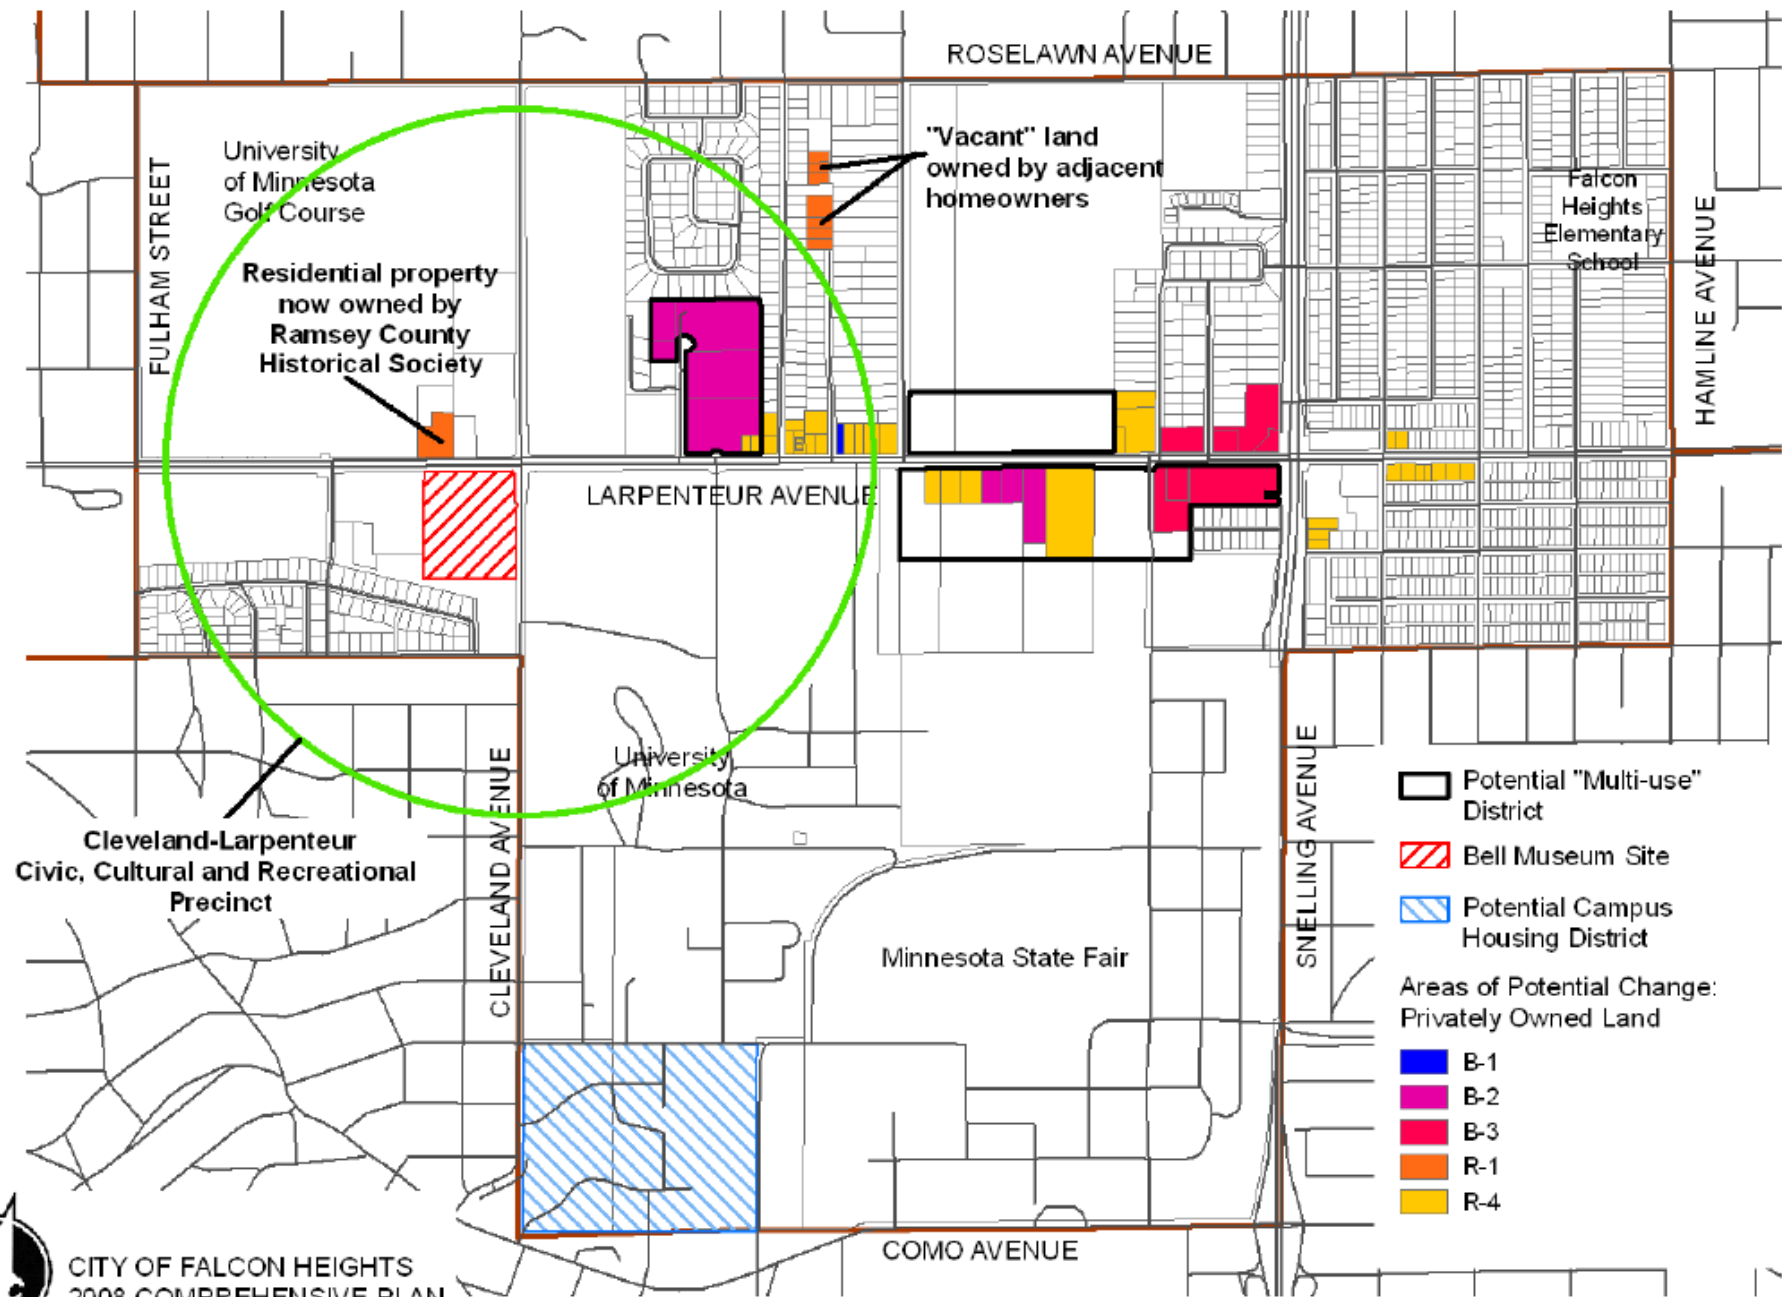 ROSELAWN AVENUE
University
of Minnesota
Golf Course
"Vacant" land
owned by adjacent
homeowners
Falcon
Heights
Elementary
School
FULHAM STREET
HAMLINE AVENUE
Residential property
now owned by
Ramsey County
Historical Society
LARPENTEUR AVENUE
University
of Minnesota
CLEVELAND AVENUE
SNELLING AVENUE
Cleveland-Larpenteur
Civic, Cultural and Recreational
Precinct
Minnesota State Fair
COMO AVENUE
Potential "Multi-use"
District
Bell Museum Site
Potential Campus
Housing District
Areas of Potential Change:
Privately Owned Land
B-1
B-2
B-3
R-1
R-4
CITY OF FALCON HEIGHTS
2008 COMPREHENSIVE PLAN